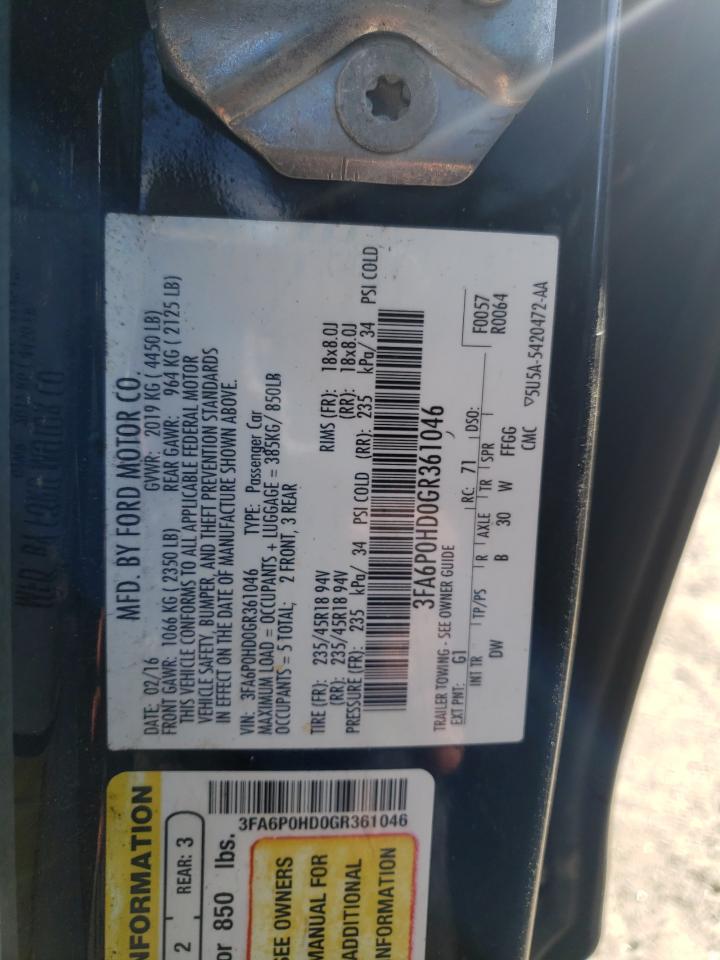 MFD. BY FORD MOTOR CO.
DATE: 02/16 GVWR: 2019 KG ( 4450 LB)
FRONT GAWR: 1066 KG ( 2350 LB) REAR GAWR: 964 KG ( 2125 LB)
THIS VEHICLE CONFORMS TO ALL APPLICABLE FEDERAL MOTOR
VEHICLE SAFETY, BUMPER, AND THEFT PREVENTION STANDARDS
IN EFFECT ON THE DATE OF MANUFACTURE SHOWN ABOVE.
VIN: 3FA6P0HD0GR361046 TYPE: Passenger Car
MAXIMUM LOAD = OCCUPANTS + LUGGAGE = 385KG/ 850LB
OCCUPANTS = 5 TOTAL; 2 FRONT, 3 REAR
TIRE (FR): 235/45R18 94V RIMS (FR): 18x8.0J
(RR): 235/45R18 94V (RR): 18x8.0J
PRESSURE (FR): 235 kPa/ 34 PSI COLD (RR): 235 kPa/ 34 PSI COLD
3FA6P0HD0GR361046
TRAILER TOWING - SEE OWNER GUIDE
EXT PNT: G1 RC: 71 DSO:
F0057
R0064
INT TR TP/PS R AXLE TR SPR
DW B 30 W FFGG
CMC
▽5U5A-5420472-AA
NFORMATION
2 REAR: 3
or 850 lbs.
3FA6P0HD0GR361046
SEE OWNERS
MANUAL FOR
ADDITIONAL
NFORMATION